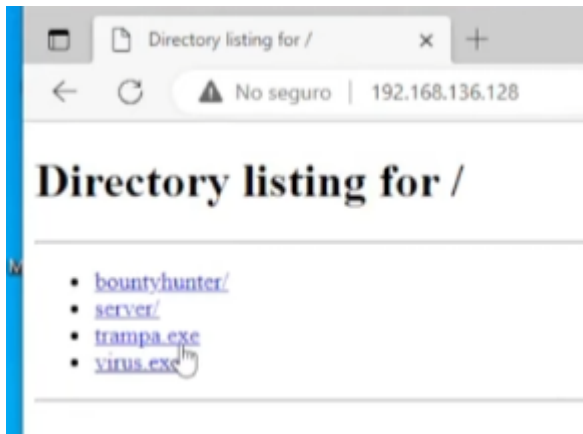 Directory listing for /
No seguro | 192.168.136.128
Directory listing for /
bountyhunter/
server/
trampa.exe
virus.exe